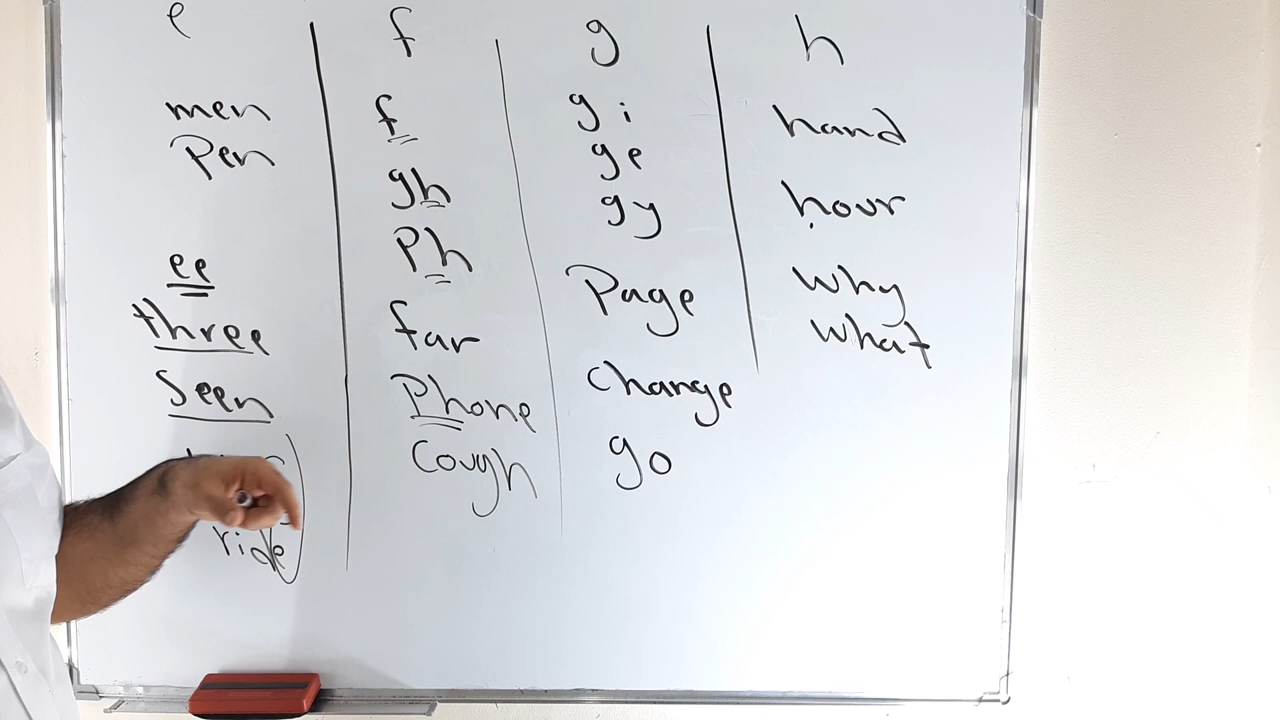 e
men
Pen
ee
three
Seen
ride
f
f
gh
Ph
far
Phone
Cough
g
gi
ge
gy
Page
Change
go
h
hand
hour
why
what